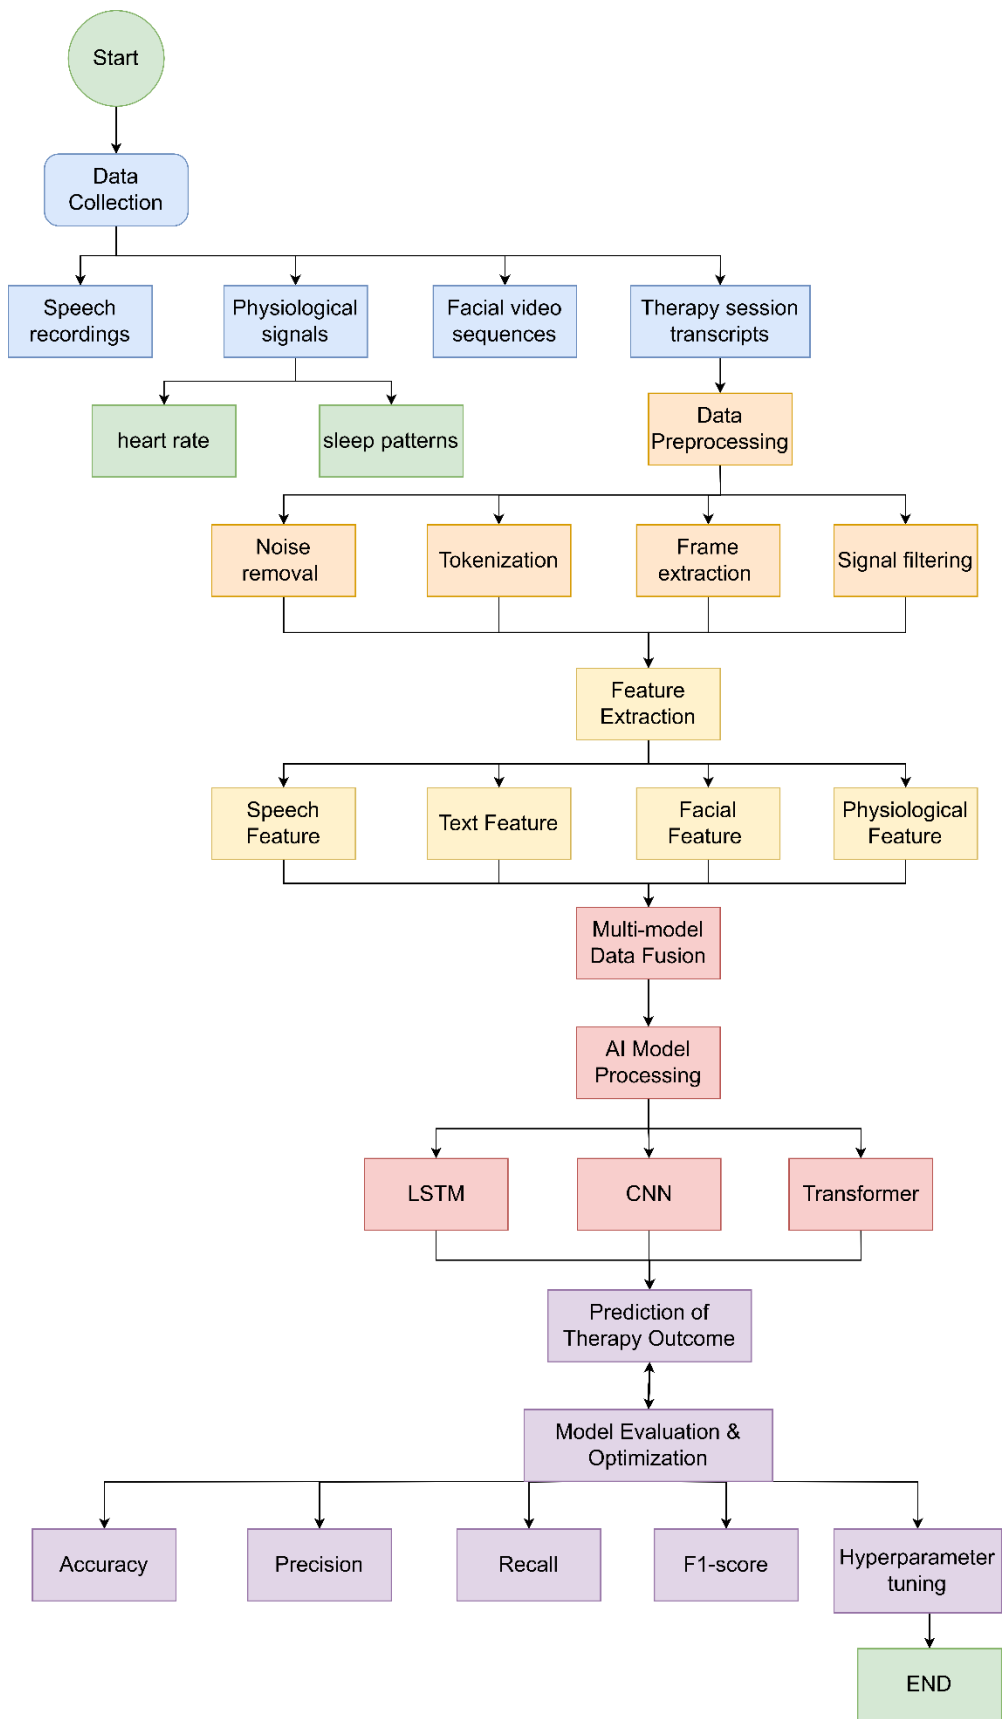 Start
Data
Collection
Speech
recordings
Physiological
signals
Facial video
sequences
Therapy session
transcripts
heart rate
sleep patterns
Data
Preprocessing
Noise
removal
Tokenization
Frame
extraction
Signal filtering
Feature
Extraction
Speech
Feature
Text Feature
Facial
Feature
Physiological
Feature
Multi-model
Data Fusion
AI Model
Processing
LSTM
CNN
Transformer
Prediction of
Therapy Outcome
Model Evaluation &
Optimization
Accuracy
Precision
Recall
F1-score
Hyperparameter
tuning
END